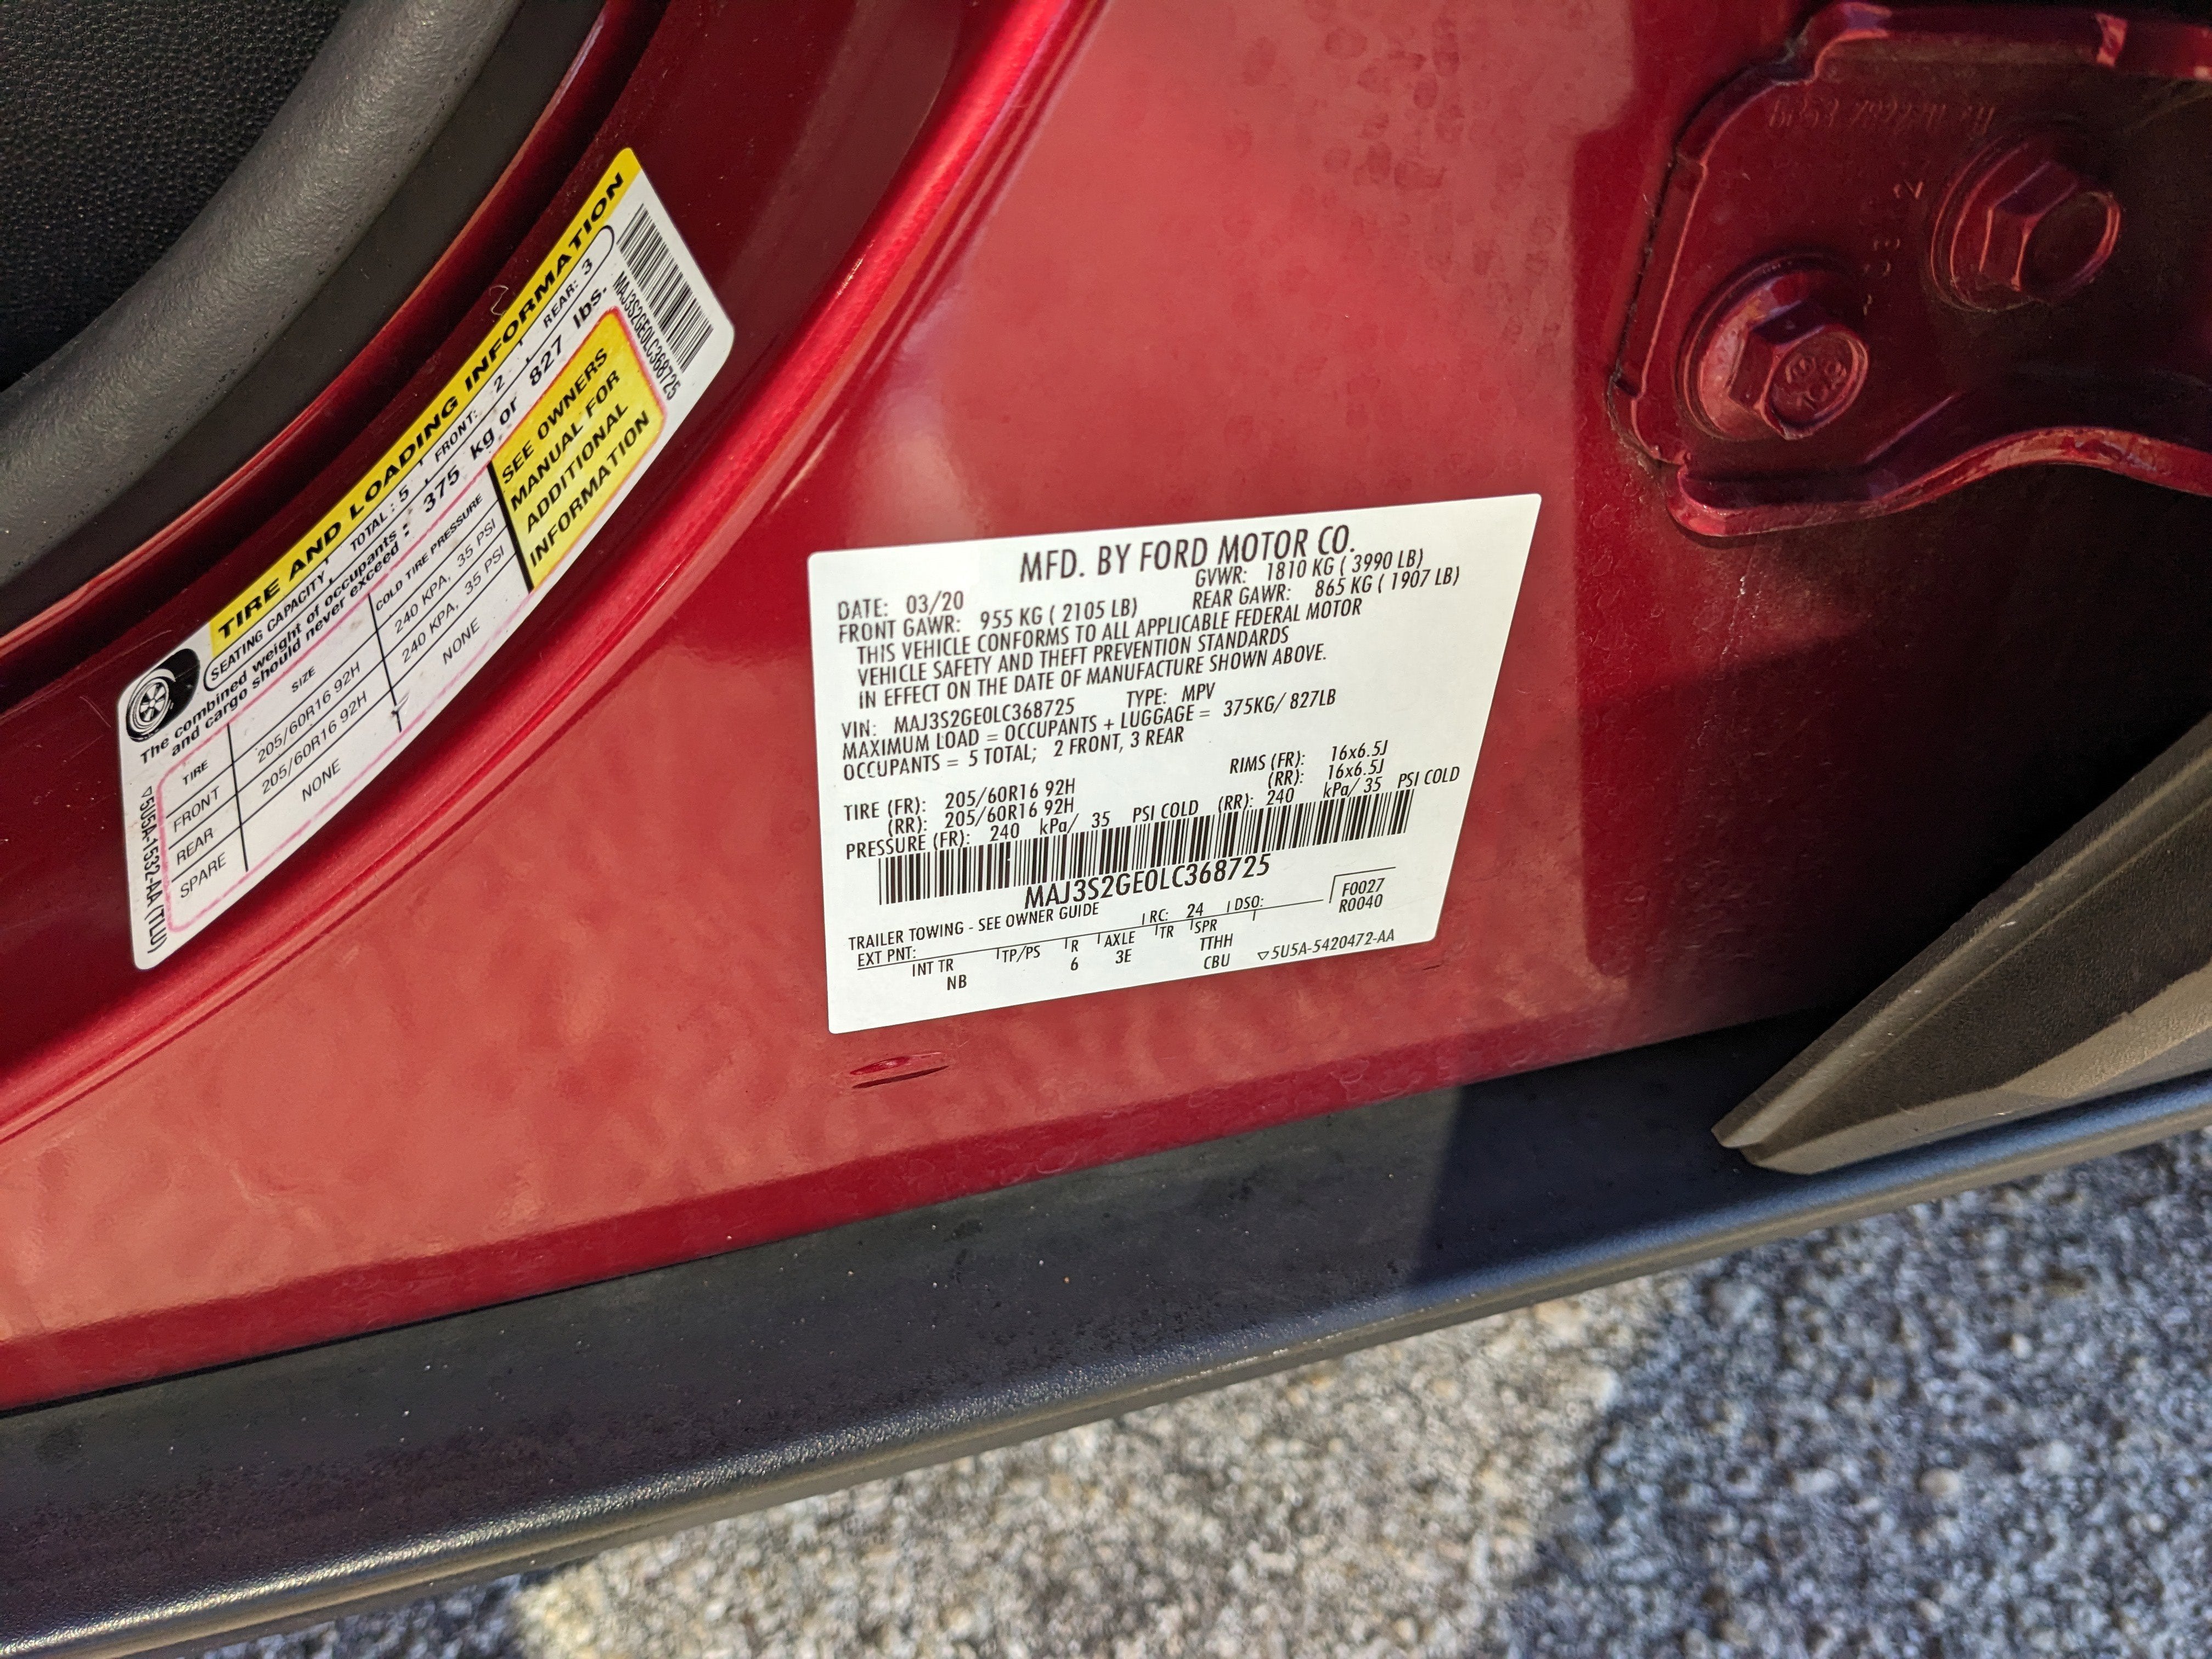 TIRE AND LOADING INFORMATION
SEATING CAPACITY TOTAL: 5 FRONT: 2 REAR: 3
The combined weight of occupants and cargo should never exceed: 375 kg or 827 lbs.
TIRE SIZE COLD TIRE PRESSURE
FRONT 205/60R16 92H 240 KPA, 35 PSI
REAR 205/60R16 92H 240 KPA, 35 PSI
SPARE NONE NONE
SEE OWNERS
MANUAL FOR
ADDITIONAL
INFORMATION
MAJ3S2GE0LC368725
▽5U5A-1532-AA (TLU)
MFD. BY FORD MOTOR CO.
DATE: 03/20 GVWR: 1810 KG ( 3990 LB)
FRONT GAWR: 955 KG ( 2105 LB) REAR GAWR: 865 KG ( 1907 LB)
THIS VEHICLE CONFORMS TO ALL APPLICABLE FEDERAL MOTOR
VEHICLE SAFETY AND THEFT PREVENTION STANDARDS
IN EFFECT ON THE DATE OF MANUFACTURE SHOWN ABOVE.
VIN: MAJ3S2GE0LC368725 TYPE: MPV
MAXIMUM LOAD = OCCUPANTS + LUGGAGE = 375KG/ 827LB
OCCUPANTS = 5 TOTAL; 2 FRONT, 3 REAR
TIRE (FR): 205/60R16 92H RIMS (FR): 16x6.5J
(RR): 205/60R16 92H (RR): 16x6.5J
PRESSURE (FR): 240 kPa/ 35 PSI COLD (RR): 240 kPa/ 35 PSI COLD
MAJ3S2GE0LC368725
TRAILER TOWING - SEE OWNER GUIDE
EXT PNT: RC: 24 DSO: F0027
R0040
INT TR TP/PS R AXLE TR SPR
NB 6 3E TTHH
CBU ▽5U5A-5420472-AA